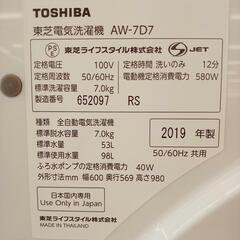 TOSHIBA
東芝電気洗濯機 AW-7D7
東芝ライフスタイル株式会社 S JET
定格電圧 100V 定格時間 洗いのみ 12分
定格周波数 50/60Hz 電動機定格消費電力 580W
標準洗濯容量 7.0kg
製造番号 652097 RS
種類 全自動電気洗濯機
標準脱水容量 7.0kg 2019 年製
標準水量 53L
標準使用水量 98L 50/60Hz 共用
ふろ水ポンプの定格消費電力 40W
外形寸法 mm 幅600 奥行569 高さ980
日本国内専用
Use Only in Japan
東芝ライフスタイル株式会社
MADE IN THAILAND